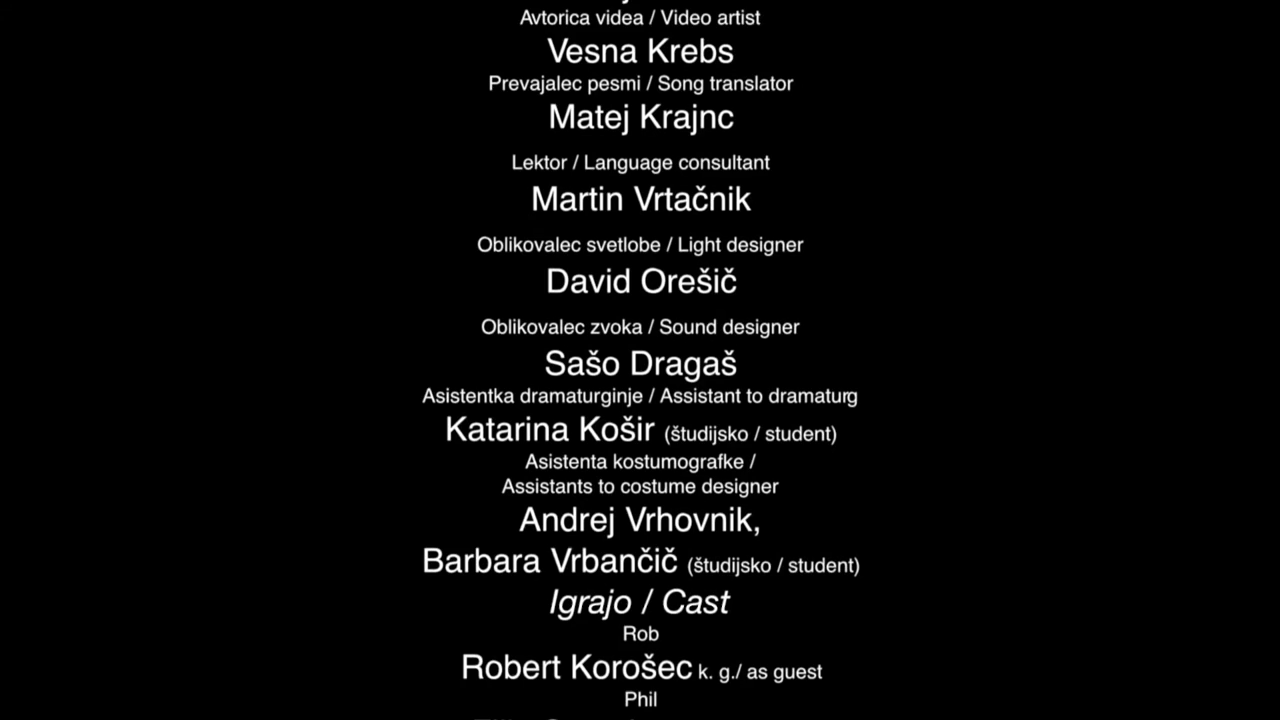 Avtorica videa / Video artist
Vesna Krebs
Prevajalec pesmi / Song translator
Matej Krajnc
Lektor / Language consultant
Martin Vrtačnik
Oblikovalec svetlobe / Light designer
David Orešič
Oblikovalec zvoka / Sound designer
Sašo Dragaš
Asistentka dramaturginje / Assistant to dramaturg
Katarina Košir (študijsko / student)
Asistenta kostumografke /
Assistants to costume designer
Andrej Vrhovnik,
Barbara Vrbančič (študijsko / student)
Igrajo / Cast
Rob
Robert Korošec k. g./ as guest
Phil